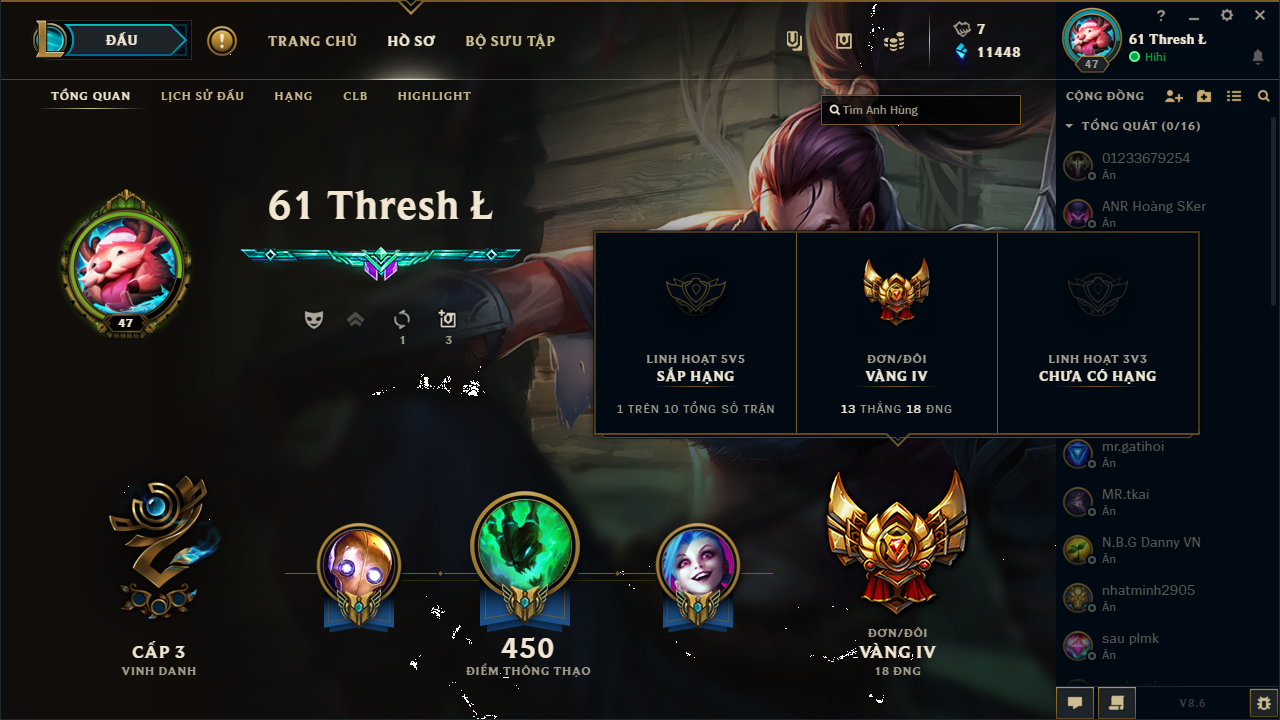 ĐẤU
TRANG CHỦ
HỒ SƠ
BỘ SƯU TẬP
7
11448
47
61 Thresh Ł
Hihi
TỔNG QUAN
LỊCH SỬ ĐẤU
HẠNG
CLB
HIGHLIGHT
Tìm Anh Hùng
CỘNG ĐỒNG
TỔNG QUÁT (0/16)
01233679254
Ẩn
ANR Hoàng SKer
Ẩn
61 Thresh Ł
47
1
3
LINH HOẠT 5V5
SẮP HẠNG
1 TRÊN 10 TỔNG SỐ TRẬN
ĐƠN/ĐÔI
VÀNG IV
13 THẮNG 18 ĐNG
LINH HOẠT 3V3
CHƯA CÓ HẠNG
mr.gatihoi
Ẩn
MR.tkai
Ẩn
N.B.G Danny VN
Ẩn
nhatminh2905
Ẩn
sau plmk
Ẩn
CẤP 3
VINH DANH
450
ĐIỂM THÔNG THẠO
ĐƠN/ĐÔI
VÀNG IV
18 ĐNG
V8.6